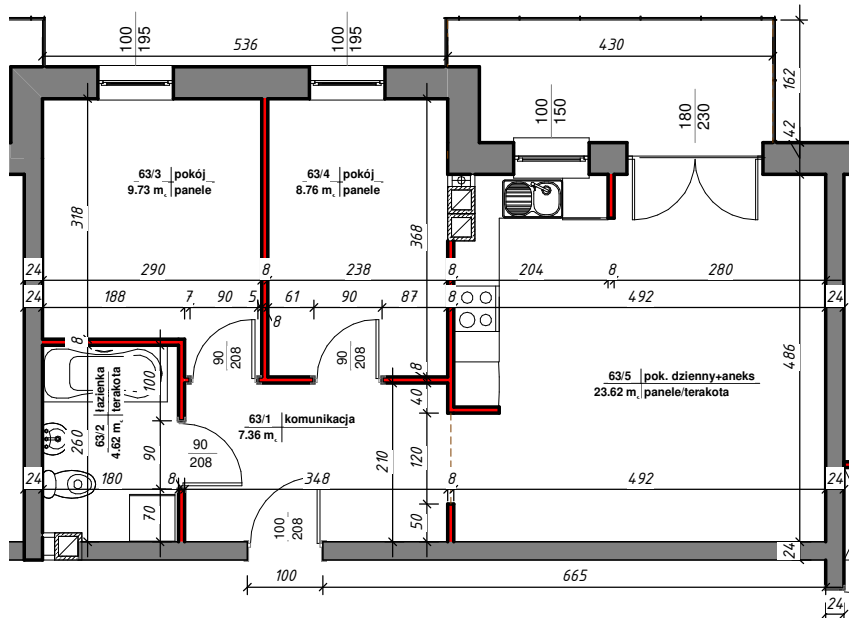 100
195
100
195
536
430
162
100
150
180
230
42
63/3 pokój
9.73 m² panele
63/4 pokój
8.76 m² panele
318
368
24 290 8 238 8 204 8 280 24
24 188 7 90 5 61 90 87 8 492 24
8
8
90
208
90
208
8
486
100
łazienka
terakota
63/2
4.62 m²
63/5 pok. dzienny+aneks
23.62 m² panele/terakota
40
63/1 komunikacja
7.36 m²
260
90
90
208
210
120
24 180 8 348 8 492 24
70
100
208
50
24
100
665
24